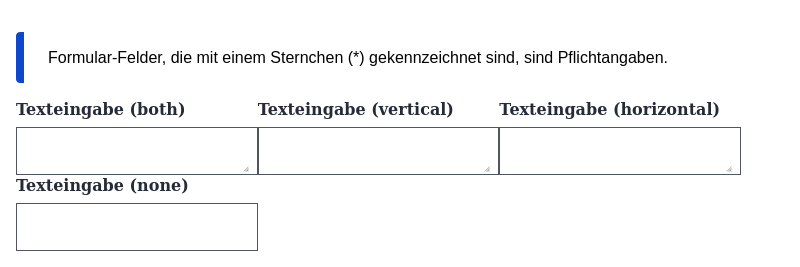 Formular-Felder, die mit einem Sternchen (*) gekennzeichnet sind, sind Pflichtangaben.
Texteingabe (both) Texteingabe (vertical) Texteingabe (horizontal)
Texteingabe (none)